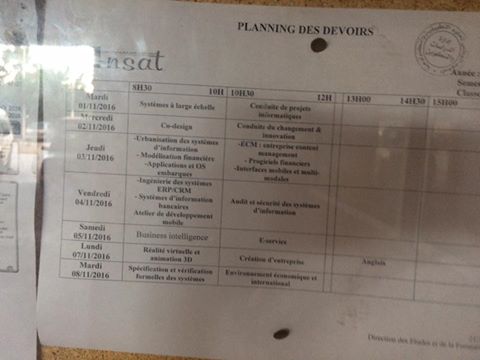 PLANNING DES DEVOIRS
Insat
Année :
Semes
Classe
8H30 10H 10H30 12H 13H00 14H30 15H00
Mardi
01/11/2016
Systèmes à large échelle
Conduite de projets
informatiques
Mercredi
02/11/2016
Co-design
Conduite du changement &
innovation
Jeudi
03/11/2016
-Urbanisation des systèmes
d'information
- Modélisation financière
-Applications et OS
embarques
-ECM : entreprise content
management
- Progiciels financiers
-Interfaces mobiles et multi-
modales
Vendredi
04/11/2016
-Ingénierie des systèmes
ERP/CRM
- Systèmes d'information
bancaires
Atelier de développement
mobile
Audit et sécurité des systèmes
d'information
Samedi
05/11/2016
Business intelligence
E-service
Lundi
07/11/2016
Réalité virtuelle et
animation 3D
Création d'entreprise
Anglais
Mardi
08/11/2016
Spécification et vérification
formelles des systèmes
Environnement économique et
international
Direction des Etudes et de la